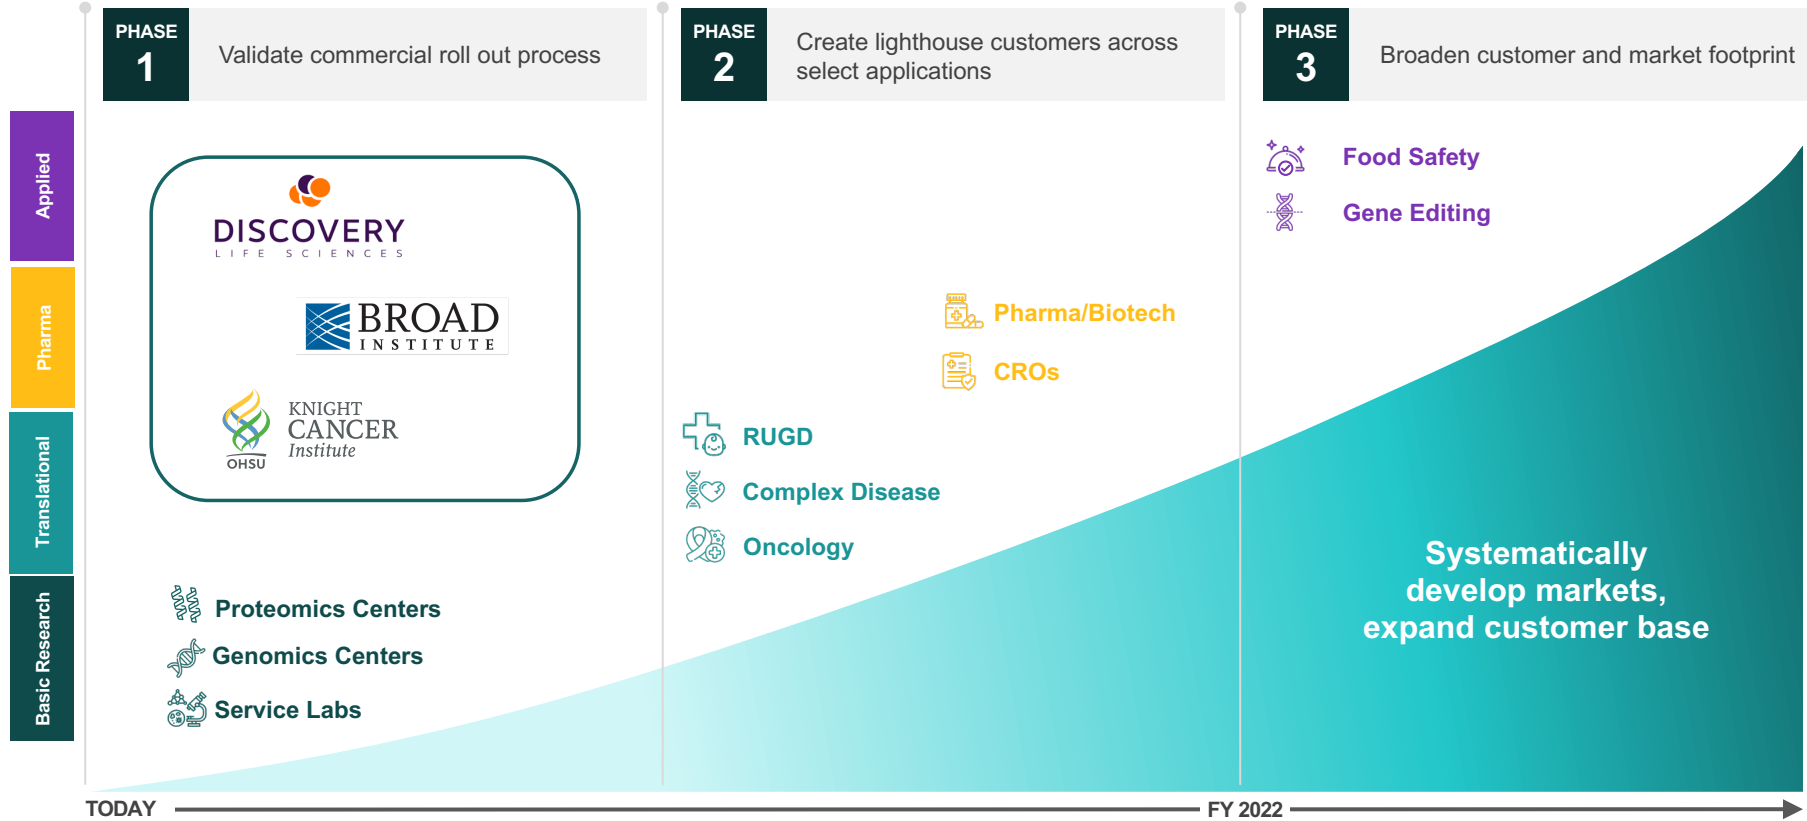 PHASE
1
Validate commercial roll out process
PHASE
2
Create lighthouse customers across
select applications
PHASE
3
Broaden customer and market footprint
Applied
Pharma
Translational
Basic Research
DISCOVERY
LIFE SCIENCES
BROAD
INSTITUTE
OHSU
KNIGHT
CANCER
Institute
Proteomics Centers
Genomics Centers
Service Labs
RUGD
Complex Disease
Oncology
Pharma/Biotech
CROs
Food Safety
Gene Editing
Systematically
develop markets,
expand customer base
TODAY
FY 2022